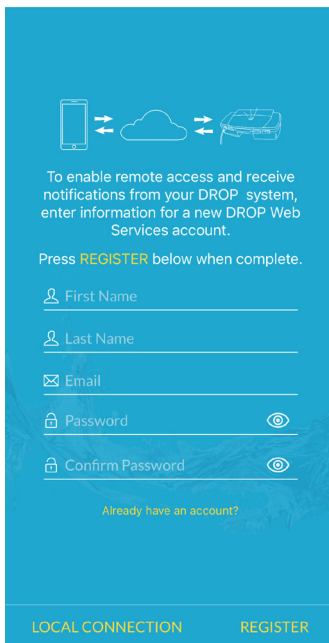 To enable remote access and receive
notifications from your DROP system,
enter information for a new DROP Web
Services account.
Press REGISTER below when complete.
First Name
Last Name
Email
Password
Confirm Password
Already have an account?
LOCAL CONNECTION REGISTER